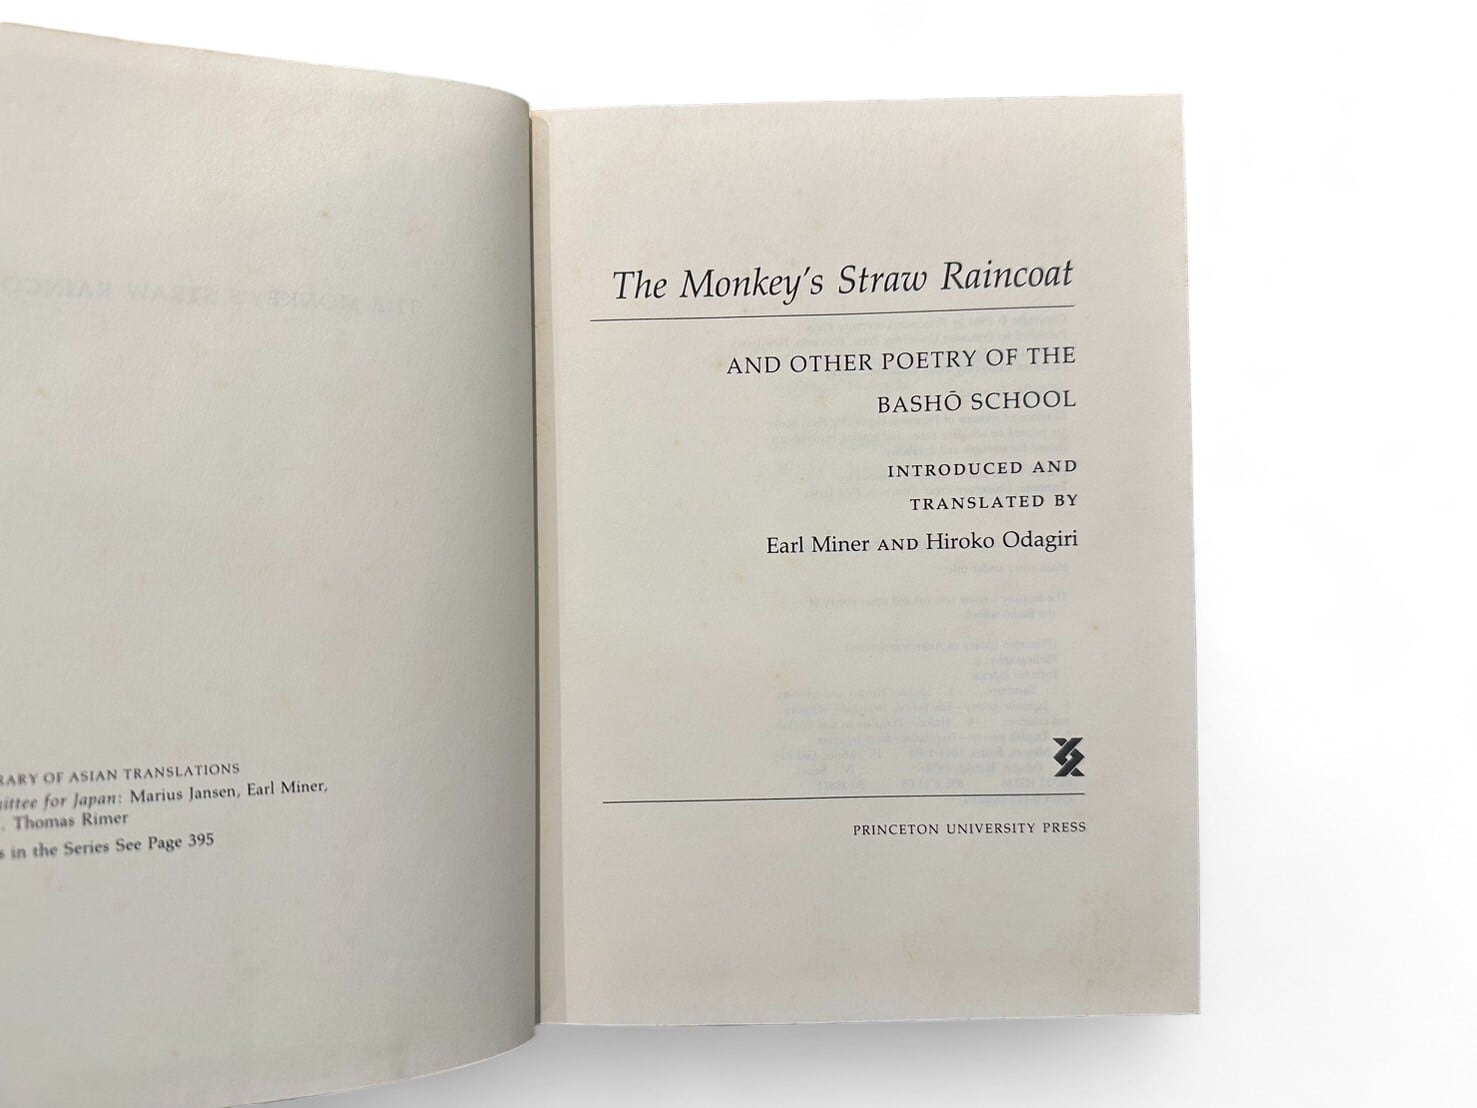 RARY OF ASIAN TRANSLATIONS
ittee for Japan: Marius Jansen, Earl Miner,
. Thomas Rimer
s in the Series See Page 395
The Monkey's Straw Raincoat
AND OTHER POETRY OF THE
BASHŌ SCHOOL
INTRODUCED AND
TRANSLATED BY
Earl Miner AND Hiroko Odagiri
PRINCETON UNIVERSITY PRESS